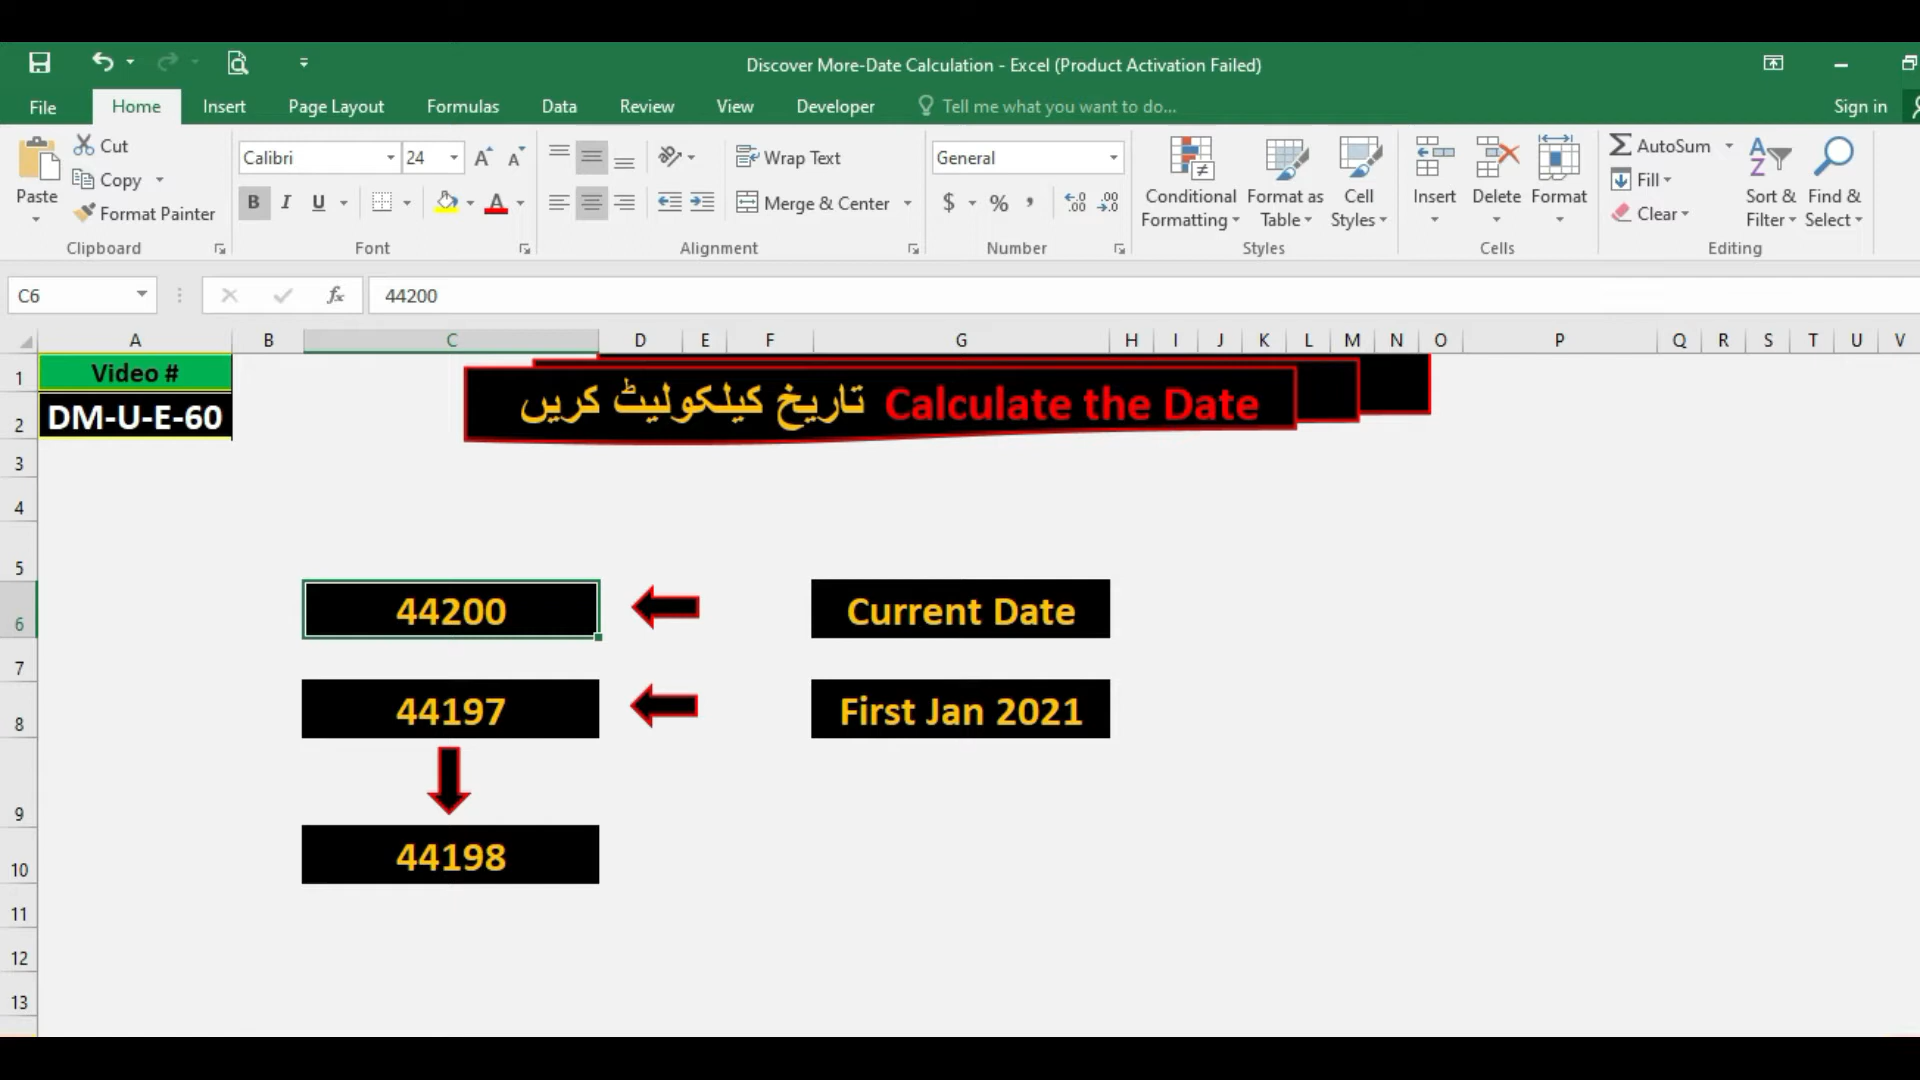 Discover More-Date Calculation - Excel (Product Activation Failed)
File Home Insert Page Layout Formulas Data Review View Developer Tell me what you want to do... Sign in
Paste Cut Copy Format Painter Clipboard
Calibri 24 B I U Font
Wrap Text Merge & Center Alignment
General $ % , Number
Conditional Formatting Format as Table Cell Styles Styles
Insert Delete Format Cells
AutoSum Fill Clear Sort & Filter Find & Select Editing
C6 fx 44200
A B C D E F G H I J K L M N O P Q R S T U V
1 Video #
تاریخ کیلکولیٹ کریں Calculate the Date
2 DM-U-E-60
3
4
5
6 44200 Current Date
7
8 44197 First Jan 2021
9
10 44198
11
12
13